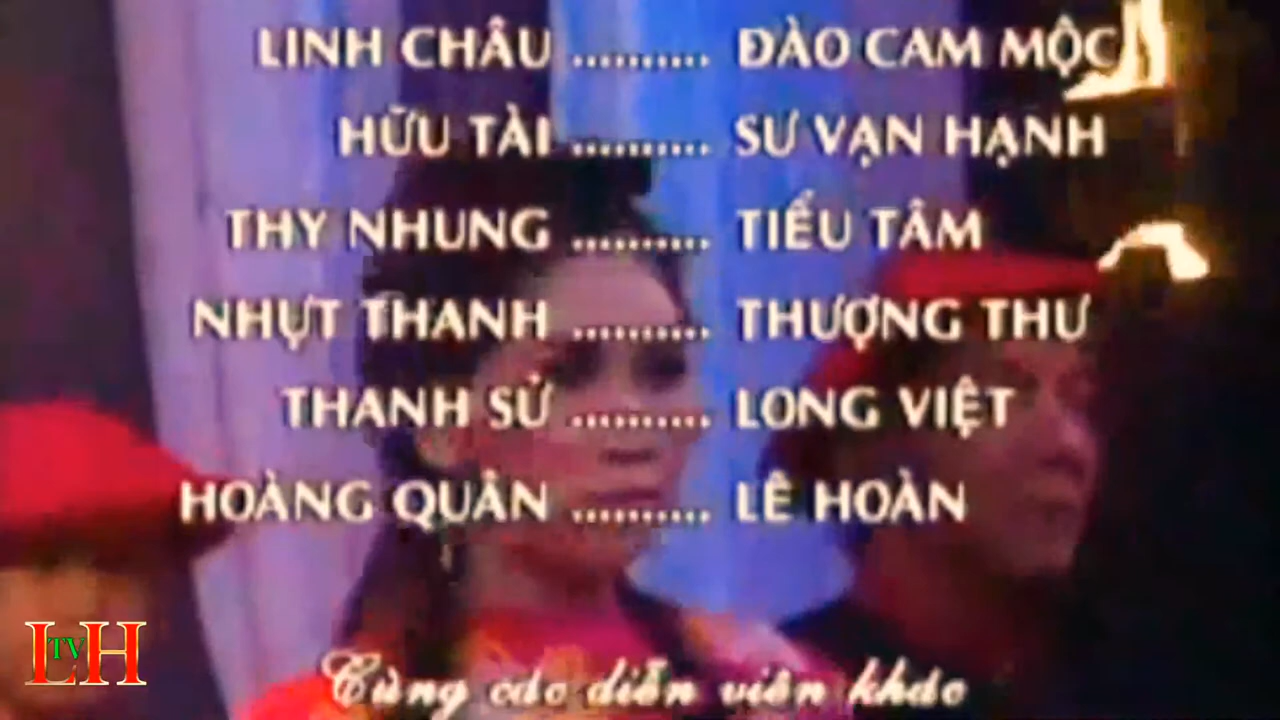 LINH CHÂU .......... ĐÀO CAM MỘC
HỮU TÀI .......... SƯ VẠN HẠNH
THY NHUNG .......... TIỂU TÂM
NHỰT THANH .......... THƯỢNG THƯ
THANH SỬ .......... LONG VIỆT
HOÀNG QUÂN .......... LÊ HOÀN
Cùng các diễn viên khác
LTVH